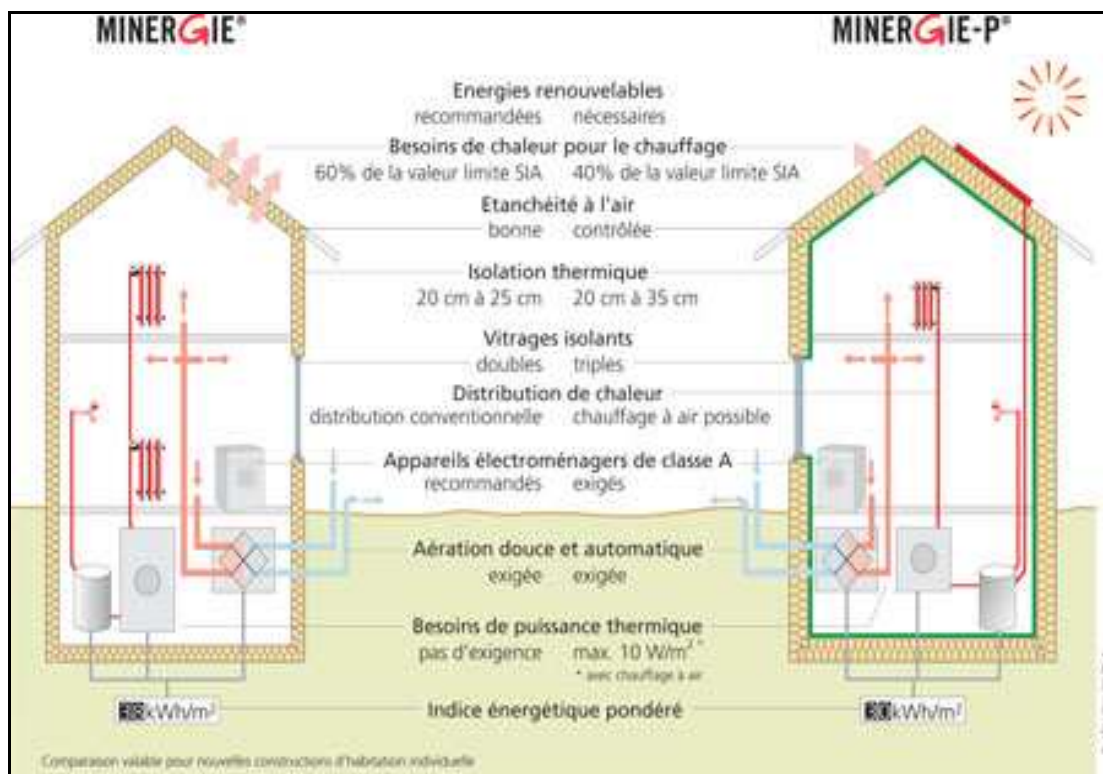 MINERGIE® MINERGIE-P®
Energies renouvelables
recommandées nécessaires
Besoins de chaleur pour le chauffage
60% de la valeur limite SIA 40% de la valeur limite SIA
Etanchéité à l'air
bonne contrôlée
Isolation thermique
20 cm à 25 cm 20 cm à 35 cm
Vitrages isolants
doubles triples
Distribution de chaleur
distribution conventionnelle chauffage à air possible
Appareils électroménagers de classe A
recommandés exigés
Aération douce et automatique
exigée exigée
Besoins de puissance thermique
pas d'exigence max. 10 W/m² *
* avec chauffage à air
38kWh/m² Indice énergétique pondéré 30kWh/m²
Comparaison valable pour nouvelles constructions d'habitation individuelle